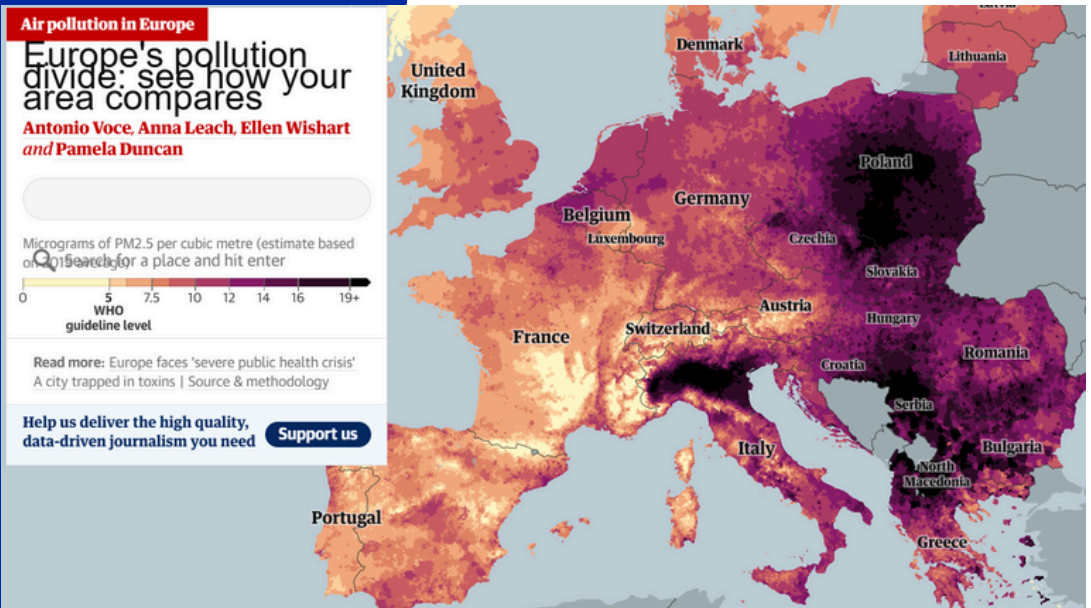 Air pollution in Europe
Europe's pollution
divide: see how your
area compares
Antonio Voce, Anna Leach, Ellen Wishart
and Pamela Duncan
Micrograms of PM2.5 per cubic metre (estimate based
on 2019 average)
Search for a place and hit enter
0 5 7.5 10 12 14 16 19+
WHO
guideline level
Read more: Europe faces 'severe public health crisis'
A city trapped in toxins | Source & methodology
Help us deliver the high quality,
data-driven journalism you need
Support us
Denmark
Lithuania
United
Kingdom
Poland
Germany
Belgium
Luxembourg
Czechia
Slovakia
Austria
Hungary
Switzerland
France
Romania
Croatia
Serbia
Italy
Bulgaria
North
Macedonia
Portugal
Greece